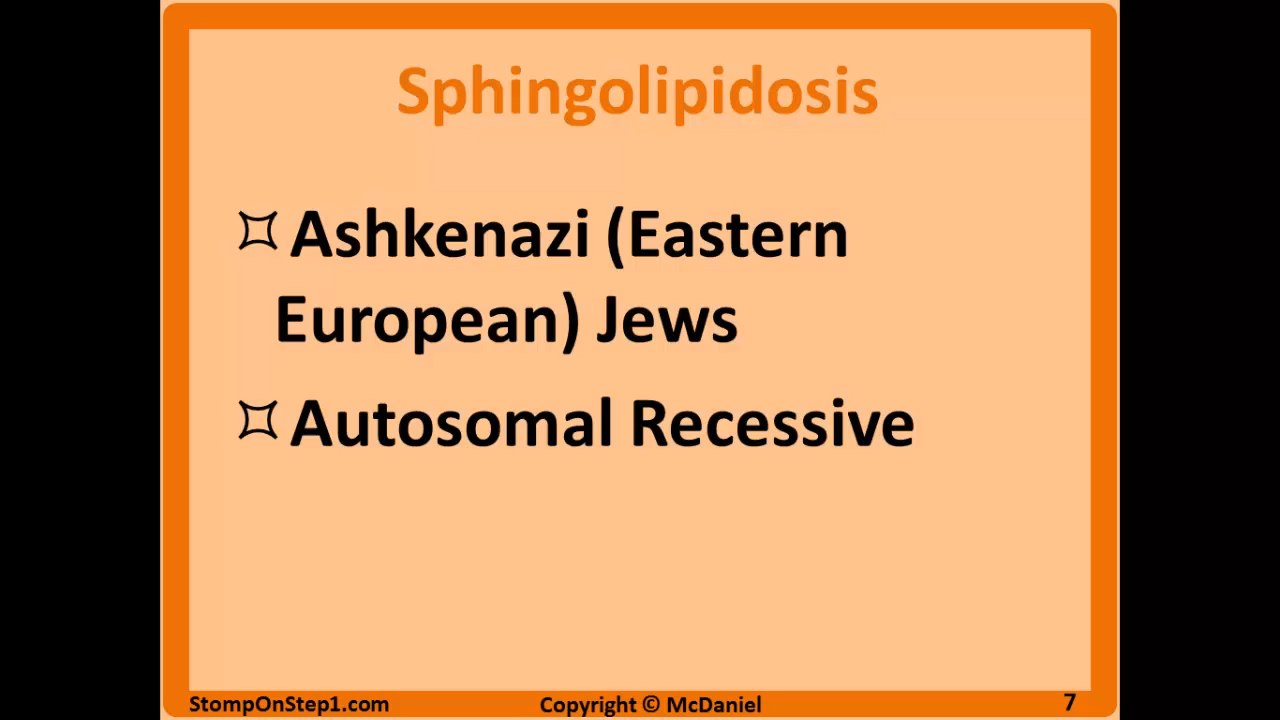 Sphingolipidosis
Ashkenazi (Eastern
European) Jews
Autosomal Recessive
StompOnStep1.com Copyright © McDaniel 7